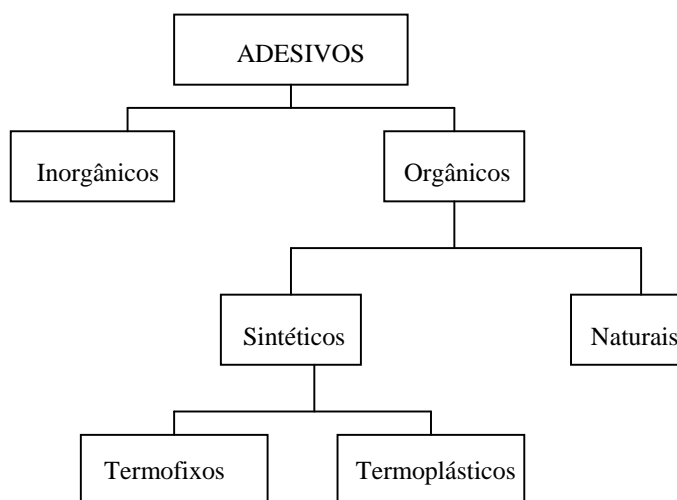 ADESIVOS
Inorgânicos
Orgânicos
Sintéticos
Naturais
Termofixos
Termoplásticos